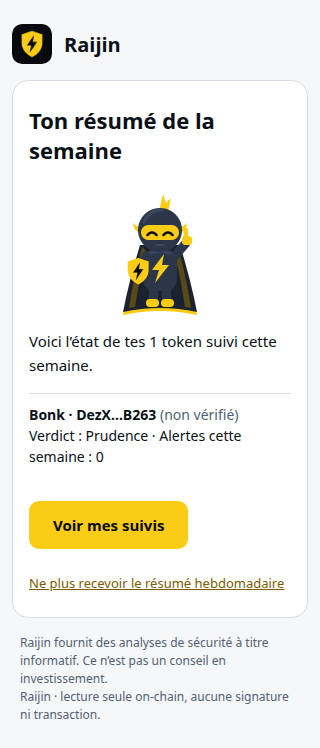 Raijin
Ton résumé de la
semaine
Voici l’état de tes 1 token suivi cette
semaine.
Bonk · DezX…B263 (non vérifié)
Verdict : Prudence · Alertes cette
semaine : 0
Voir mes suivis
Ne plus recevoir le résumé hebdomadaire
Raijin fournit des analyses de sécurité à titre
informatif. Ce n’est pas un conseil en
investissement.
Raijin · lecture seule on-chain, aucune signature
ni transaction.